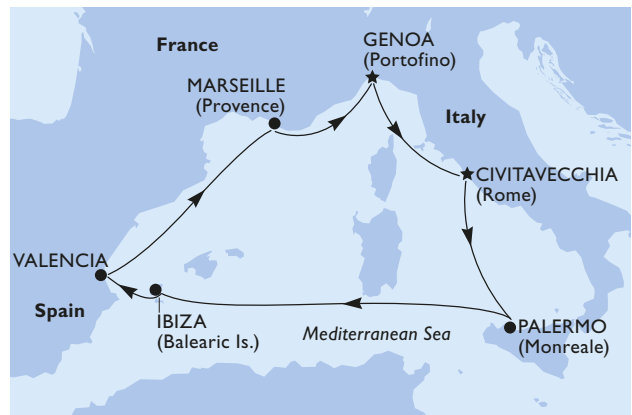 France
GENOA
(Portofino)
MARSEILLE
(Provence)
Italy
CIVITAVECCHIA
(Rome)
VALENCIA
Spain
IBIZA
(Balearic Is.)
Mediterranean Sea
PALERMO
(Monreale)